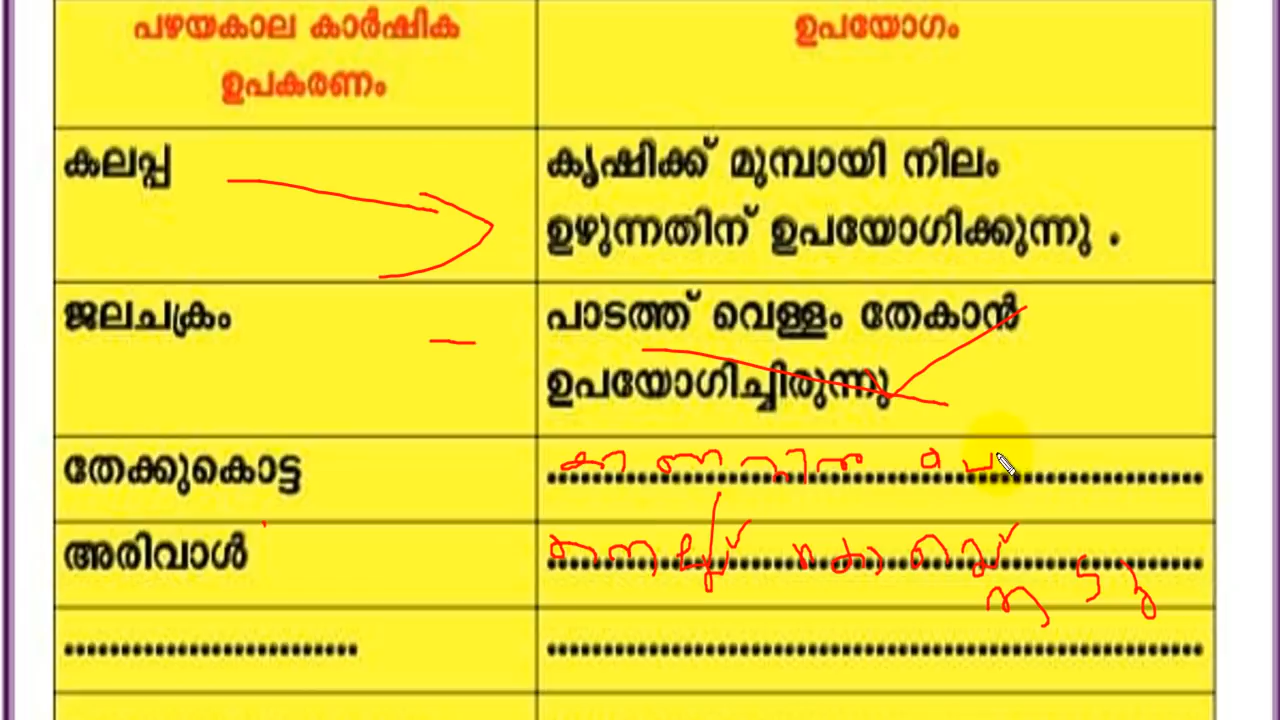 പഴയകാല കാർഷിക
ഉപകരണം
ഉപയോഗം
കലപ്പ
കൃഷിക്ക് മുമ്പായി നിലം
ഉഴുന്നതിന് ഉപയോഗിക്കുന്നു .
ജലചക്രം
പാടത്ത് വെള്ളം തേകാൻ
ഉപയോഗിച്ചിരുന്നു
തേക്കുകൊട്ട
അരിവാൾ